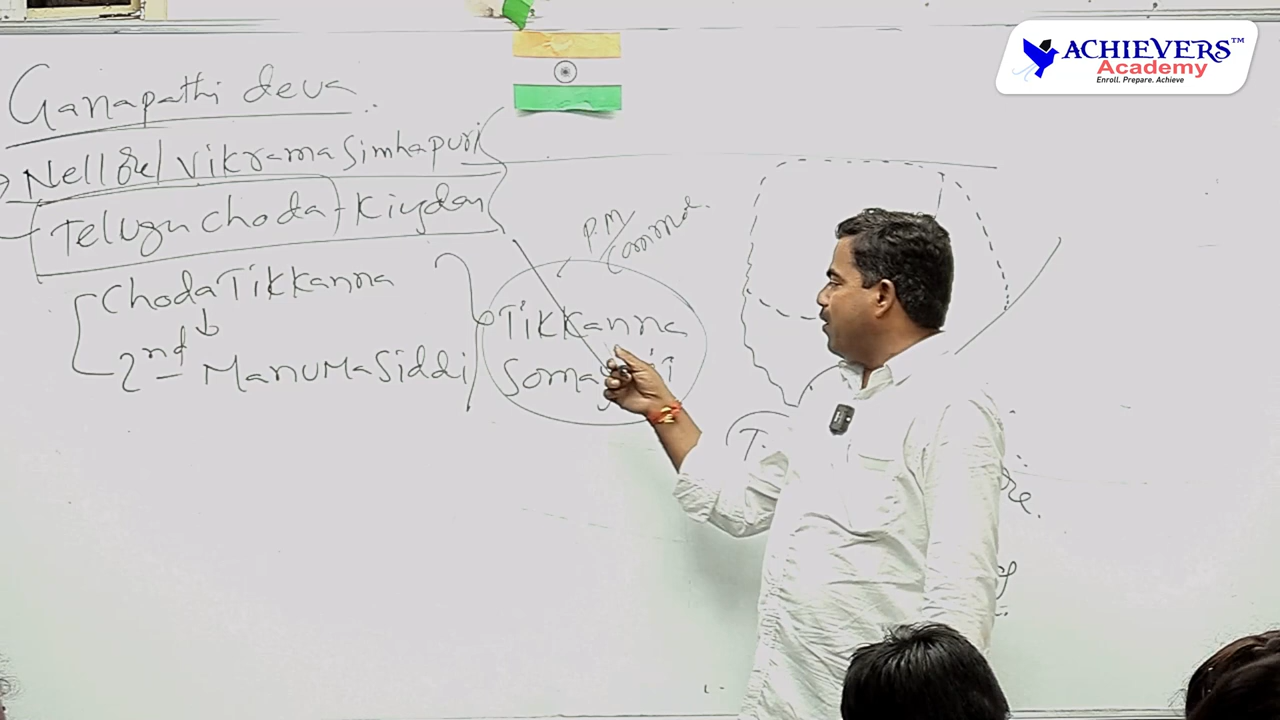 Ganapathi deva
Nellore/Vikrama Simhapuri
Telugu Choda - Kingdom
Choda Tikkanna
2nd ManumaSiddi
P.M/
Tikkanna
T.
ACHIEVERS™
Academy
Enroll. Prepare. Achieve